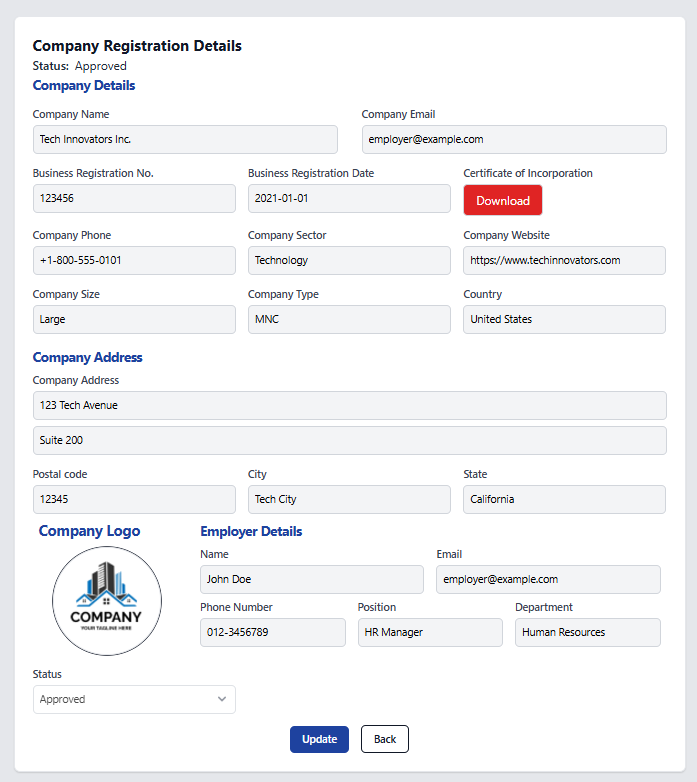 Company Registration Details
Status: Approved
Company Details
Company Name Company Email
Tech Innovators Inc. employer@example.com
Business Registration No. Business Registration Date Certificate of Incorporation
123456 2021-01-01 Download
Company Phone Company Sector Company Website
+1-800-555-0101 Technology https://www.techinnovators.com
Company Size Company Type Country
Large MNC United States
Company Address
Company Address
123 Tech Avenue
Suite 200
Postal code City State
12345 Tech City California
Company Logo Employer Details
Name Email
John Doe employer@example.com
Phone Number Position Department
012-3456789 HR Manager Human Resources
COMPANY
YOUR TAGLINE HERE
Status
Approved
Update Back